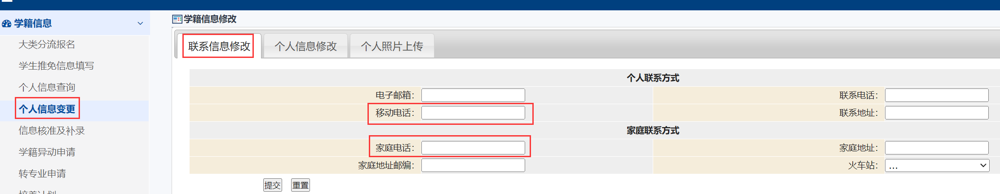 学籍信息
大类分流报名
学生推免信息填写
个人信息查询
个人信息变更
信息核准及补录
学籍异动申请
转专业申请
学籍信息修改
联系信息修改 个人信息修改 个人照片上传
个人联系方式
电子邮箱： 联系电话：
移动电话： 联系地址：
家庭联系方式
家庭电话： 家庭地址：
家庭地址邮编： 火车站： ...
提交 重置